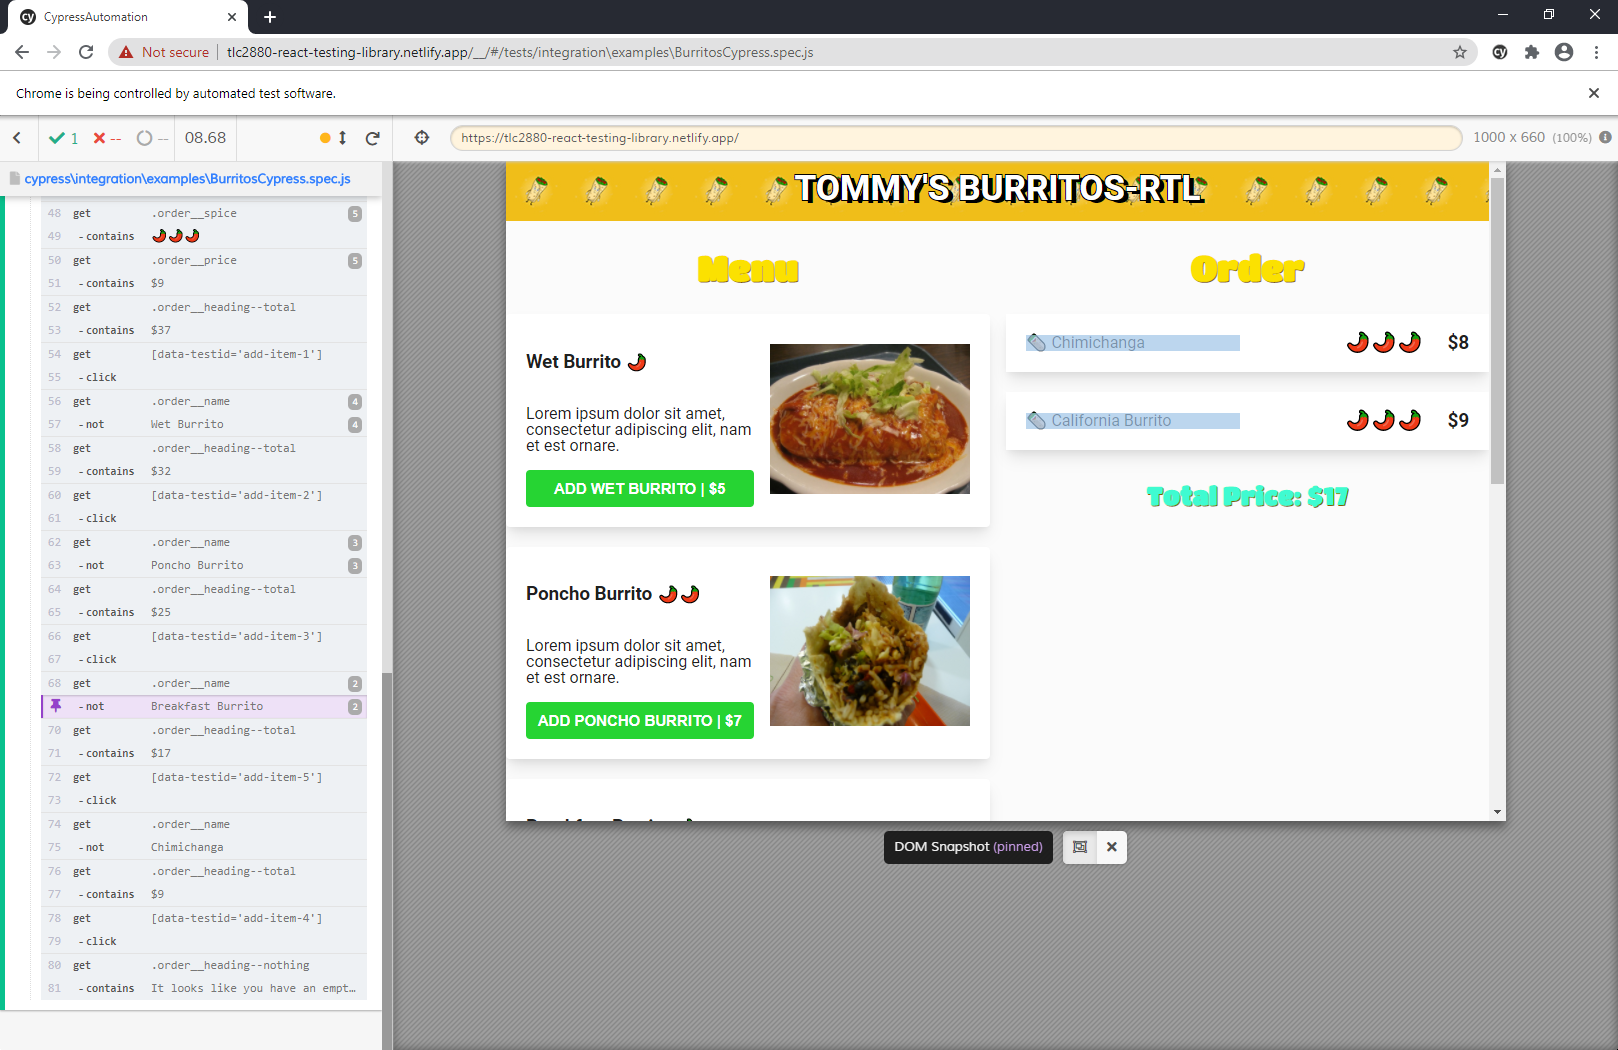 CypressAutomation
Not secure
tlc2880-react-testing-library.netlify.app/__/#/tests/integration\examples\BurritosCypress.spec.js
Chrome is being controlled by automated test software.
1 -- -- 08.68
https://tlc2880-react-testing-library.netlify.app/
1000 x 660 (100%)
cypress\integration\examples\BurritosCypress.spec.js
48 get .order__spice 5
49 -contains 🌶🌶🌶
50 get .order__price 5
51 -contains $9
52 get .order__heading--total
53 -contains $37
54 get [data-testid='add-item-1']
55 -click
56 get .order__name 4
57 -not Wet Burrito 4
58 get .order__heading--total
59 -contains $32
60 get [data-testid='add-item-2']
61 -click
62 get .order__name 3
63 -not Poncho Burrito 3
64 get .order__heading--total
65 -contains $25
66 get [data-testid='add-item-3']
67 -click
68 get .order__name 2
-not Breakfast Burrito 2
70 get .order__heading--total
71 -contains $17
72 get [data-testid='add-item-5']
73 -click
74 get .order__name
75 -not Chimichanga
76 get .order__heading--total
77 -contains $9
78 get [data-testid='add-item-4']
79 -click
80 get .order__heading--nothing
81 -contains It looks like you have an empt…
TOMMY'S BURRITOS-RTL
Menu
Wet Burrito 🌶
Lorem ipsum dolor sit amet,
consectetur adipiscing elit, nam
et est ornare.
ADD WET BURRITO | $5
Poncho Burrito 🌶🌶
Lorem ipsum dolor sit amet,
consectetur adipiscing elit, nam
et est ornare.
ADD PONCHO BURRITO | $7
Order
Chimichanga 🌶🌶🌶 $8
California Burrito 🌶🌶🌶 $9
Total Price: $17
DOM Snapshot (pinned)